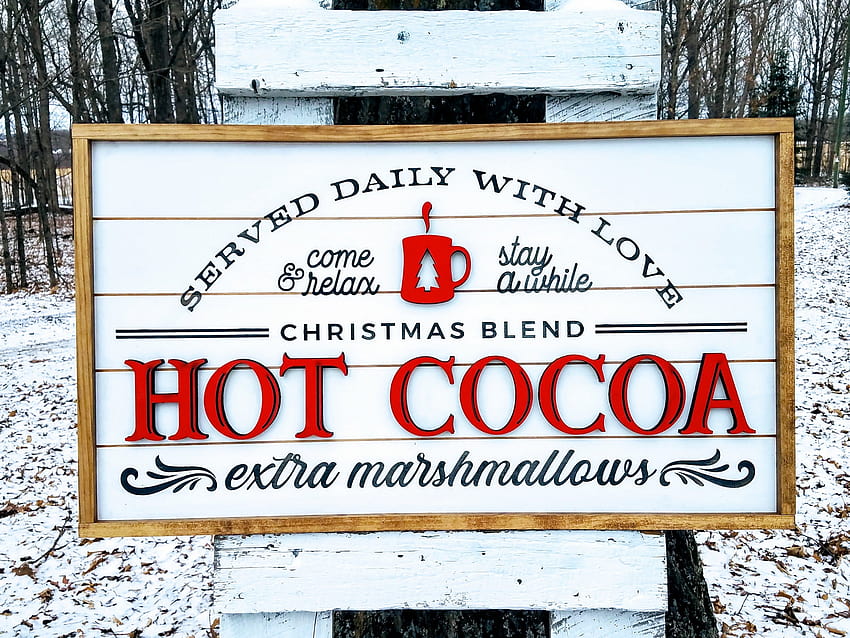 SERVED DAILY WITH LOVE
come
& relax
stay
a while
CHRISTMAS BLEND
HOT COCOA
extra marshmallows